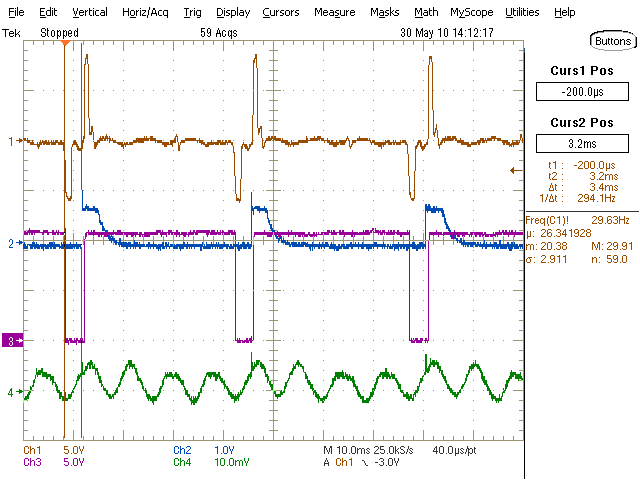 File Edit Vertical Horiz/Acq Trig Display Cursors Measure Masks Math MyScope Utilities Help
Tek Stopped 59 Acqs 30 May 10 14:12:17
Buttons
Curs1 Pos
-200.0µs
Curs2 Pos
3.2ms
t1 : -200.0µs
t2 : 3.2ms
Δt : 3.4ms
1/Δt : 294.1Hz
Freq(C1)! 29.63Hz
µ: 26.341928
m: 20.38 M: 29.91
σ: 2.911 n: 59.0
1
2
3
4
Ch1 5.0V Ch2 1.0V M 10.0ms 25.0kS/s 40.0µs/pt
Ch3 5.0V Ch4 10.0mV A Ch1 \ -3.0V